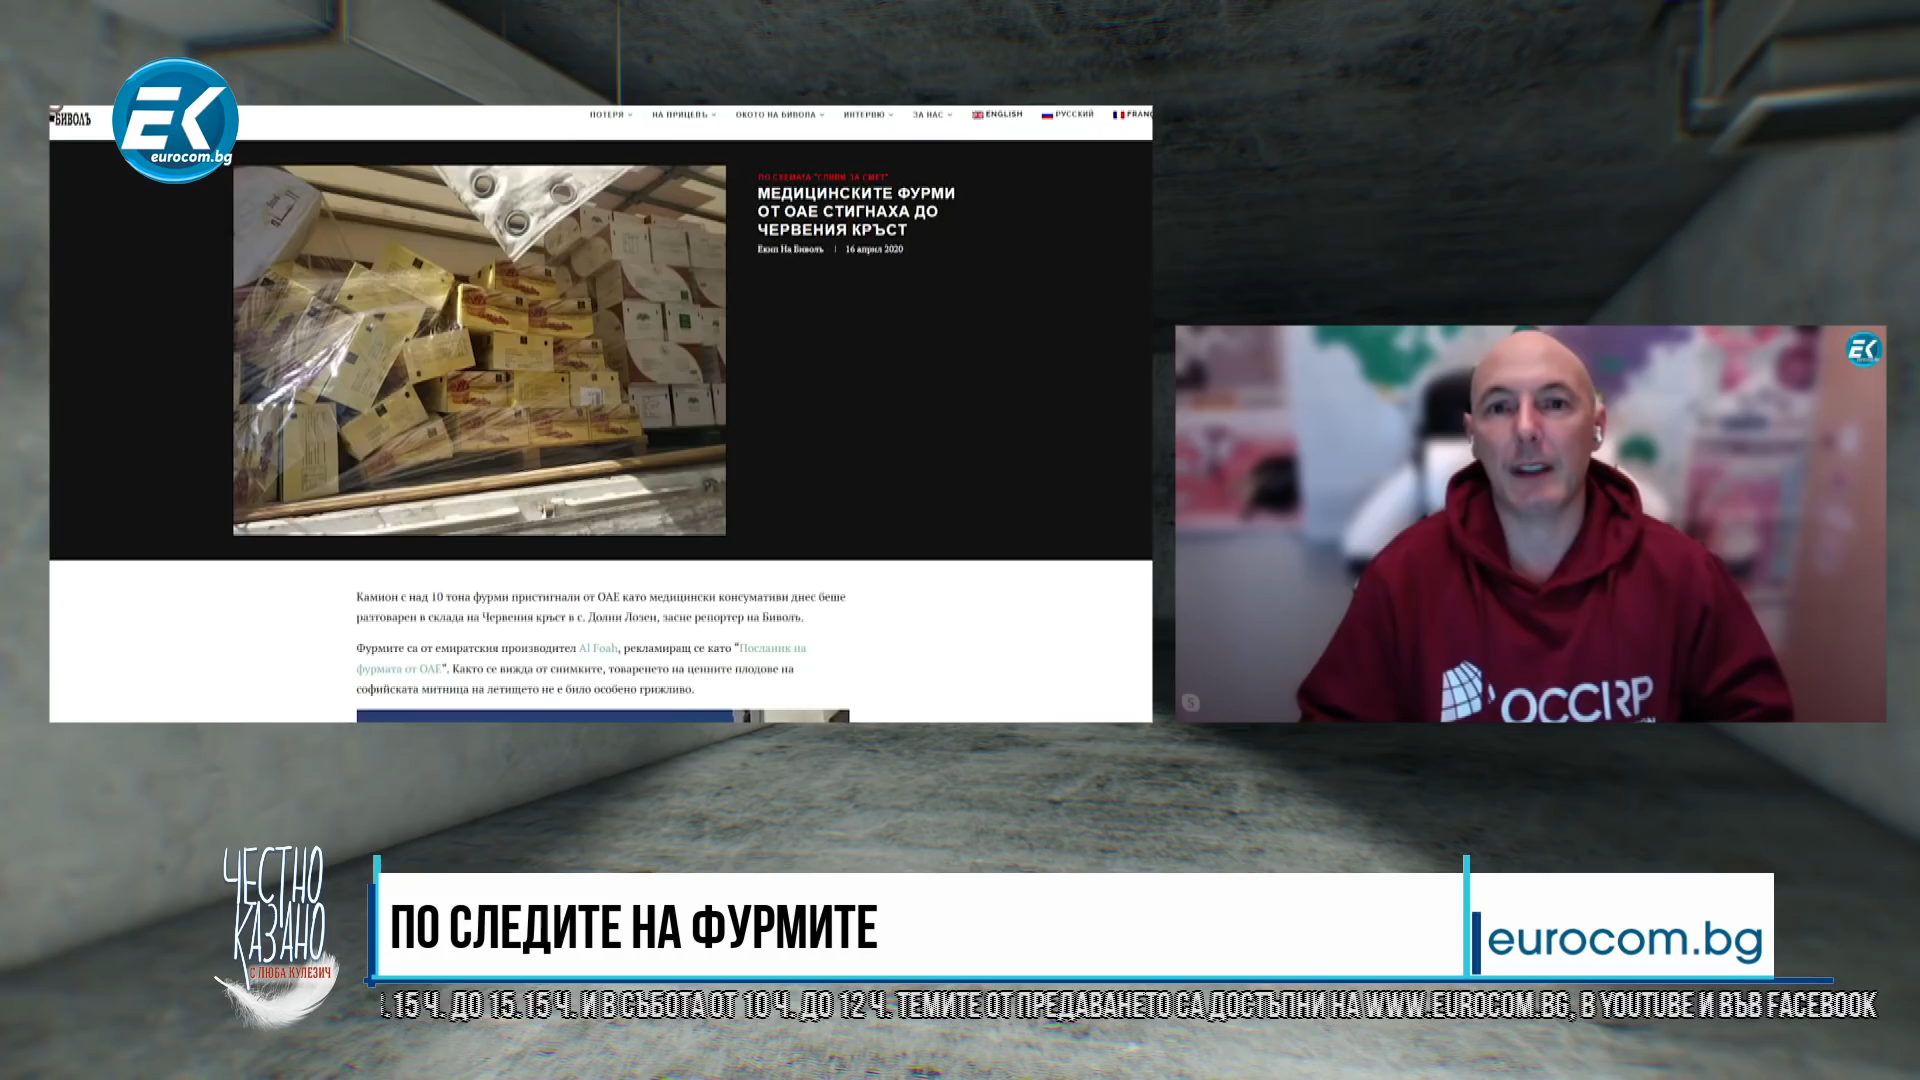 БИВОЛЪ
ПОТЕРЯ
НА ПРИЦЕЛЪ
ОКОТО НА БИВОЛА
ИНТЕРВЮ
ЗА НАС
ENGLISH
РУССКИЙ
FRANÇ
EK
eurocom.bg
ПО СХЕМАТА "СЛИВИ ЗА СМЕТ"
МЕДИЦИНСКИТЕ ФУРМИ
ОТ ОАЕ СТИГНАХА ДО
ЧЕРВЕНИЯ КРЪСТ
Екип На Биволъ | 16 април 2020
Камион с над 10 тона фурми пристигнали от ОАЕ като медицински консумативи днес беше
разтоварен в склада на Червения кръст в с. Долни Лозен, засне репортер на Биволъ.
Фурмите са от емиратския производител Al Foah, рекламиращ се като "Посланик на
фурмата от ОАЕ". Както се вижда от снимките, товаренето на ценните плодове на
софийската митница на летището не е било особено грижливо.
EK
OCCRP
ЧЕСТНО
КАЗАНО
С ЛЮБА КУЛЕЗИЧ
ПО СЛЕДИТЕ НА ФУРМИТЕ
eurocom.bg
. 15 Ч. ДО 15. 15 Ч. И В СЪБОТА ОТ 10 Ч. ДО 12 Ч. ТЕМИТЕ ОТ ПРЕДАВАНЕТО СА ДОСТЪПНИ НА WWW.EUROCOM.BG, В YOUTUBE И ВЪВ FACEBOOK